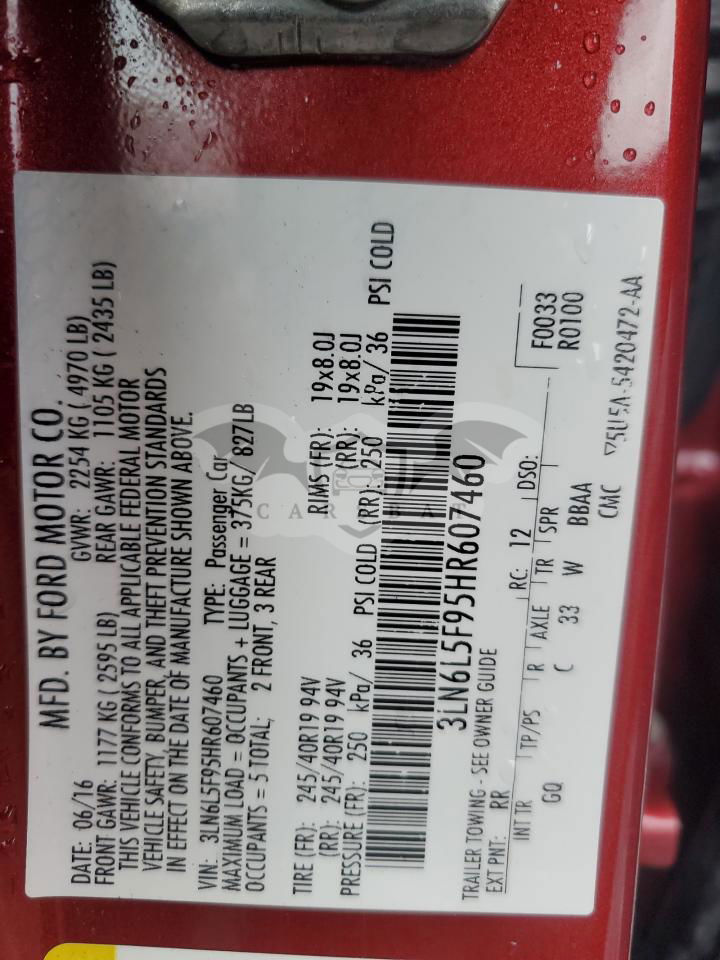 MFD. BY FORD MOTOR CO.
DATE: 06/16 GVWR: 2254 KG ( 4970 LB)
FRONT GAWR: 1177 KG ( 2595 LB) REAR GAWR: 1105 KG ( 2435 LB)
THIS VEHICLE CONFORMS TO ALL APPLICABLE FEDERAL MOTOR
VEHICLE SAFETY, BUMPER, AND THEFT PREVENTION STANDARDS
IN EFFECT ON THE DATE OF MANUFACTURE SHOWN ABOVE.
VIN: 3LN6L5F95HR607460 TYPE: Passenger Car
MAXIMUM LOAD = OCCUPANTS + LUGGAGE = 375KG/ 827LB
OCCUPANTS = 5 TOTAL; 2 FRONT, 3 REAR
CAR BAT
TIRE (FR): 245/40R19 94V RIMS (FR): 19x8.0J
(RR): 245/40R19 94V (RR): 19x8.0J
PRESSURE (FR): 250 kPa/ 36 PSI COLD (RR): 250 kPa/ 36 PSI COLD
3LN6L5F95HR607460
TRAILER TOWING - SEE OWNER GUIDE
EXT PNT: RR RC: 12 DSO: F0033
R0100
INT TR TP/PS R AXLE TR SPR
GQ C 33 W BBAA
CMC 5U5A-5420472-AA